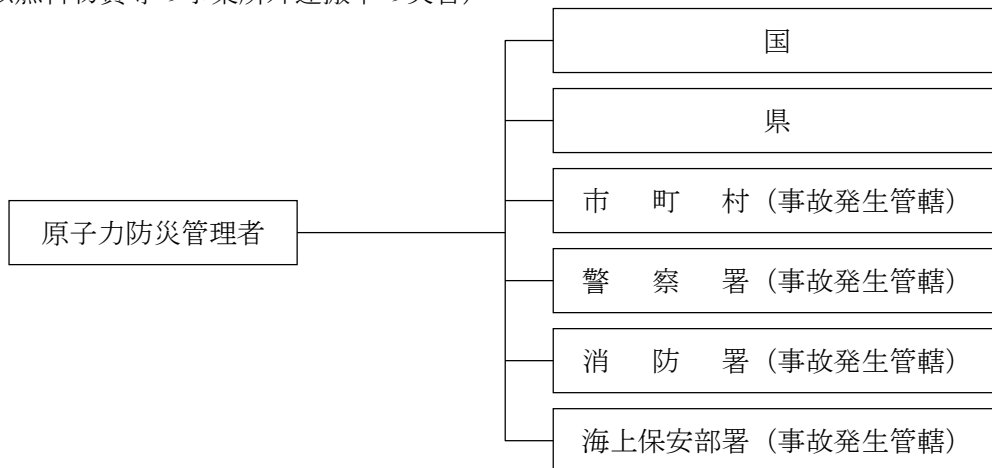 国
県
市 町 村（事故発生管轄）
原子力防災管理者
警 察 署（事故発生管轄）
消 防 署（事故発生管轄）
海上保安部署（事故発生管轄）